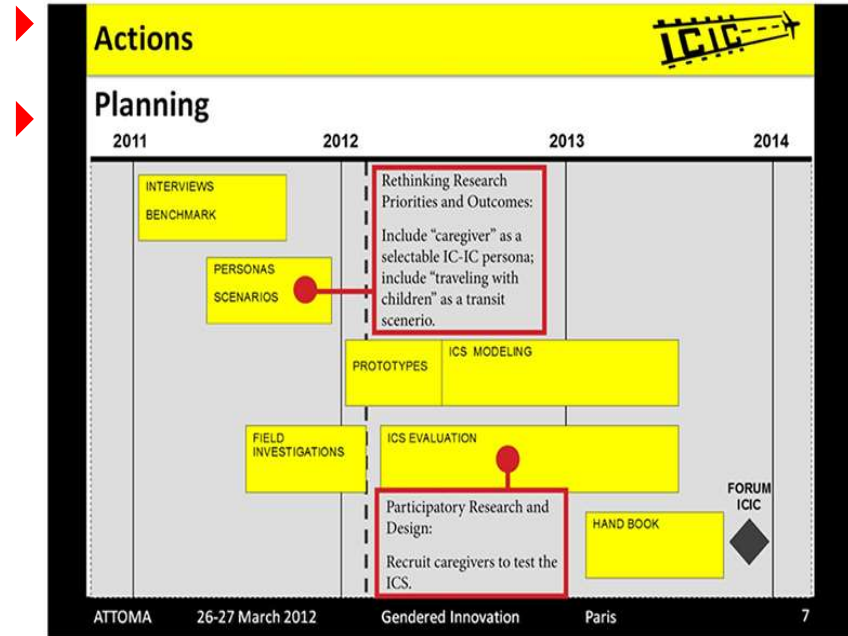 Actions
ICIC
Planning
2011 2012 2013 2014
INTERVIEWS
BENCHMARK
Rethinking Research
Priorities and Outcomes:
Include “caregiver” as a
selectable IC-IC persona;
include “traveling with
children” as a transit
scenerio.
PERSONAS
SCENARIOS
PROTOTYPES
ICS MODELING
FIELD
INVESTIGATIONS
ICS EVALUATION
Participatory Research and
Design:
Recruit caregivers to test the
ICS.
HAND BOOK
FORUM
ICIC
ATTOMA 26-27 March 2012 Gendered Innovation Paris 7